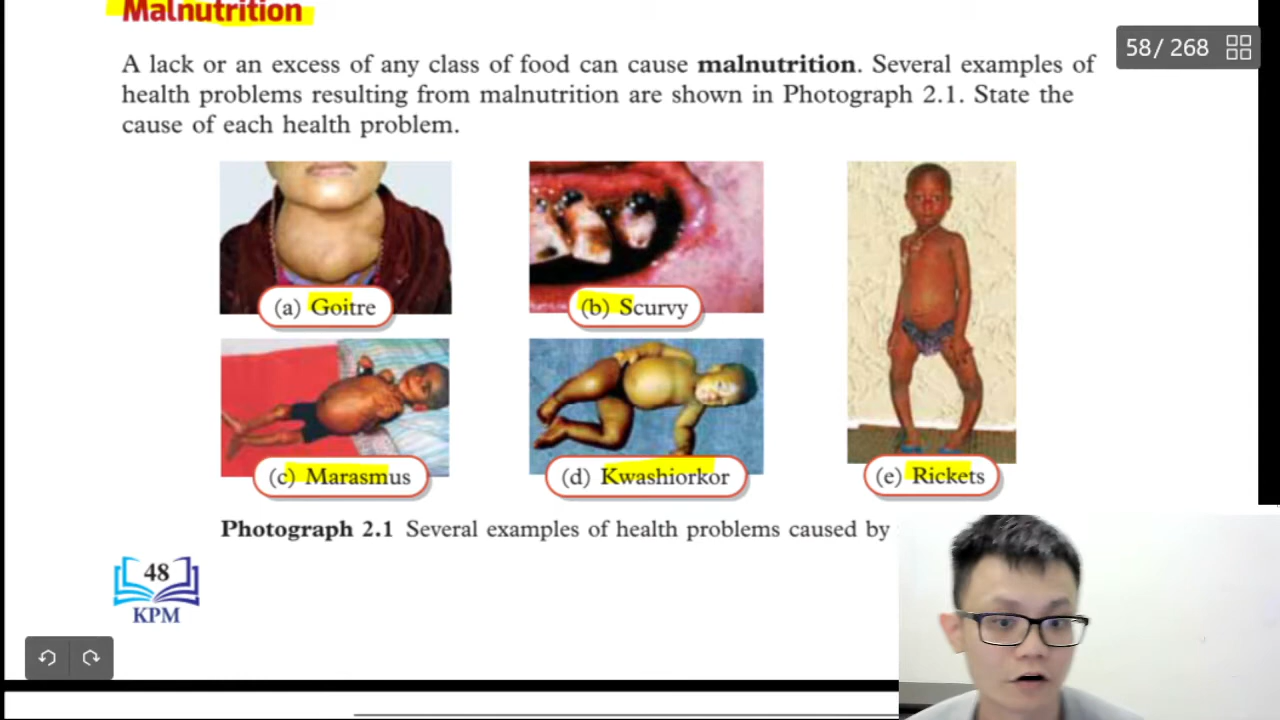 Malnutrition
58/ 268
A lack or an excess of any class of food can cause malnutrition. Several examples of
health problems resulting from malnutrition are shown in Photograph 2.1. State the
cause of each health problem.
(a) Goitre
(b) Scurvy
(c) Marasmus
(d) Kwashiorkor
(e) Rickets
Photograph 2.1 Several examples of health problems caused by
48
KPM